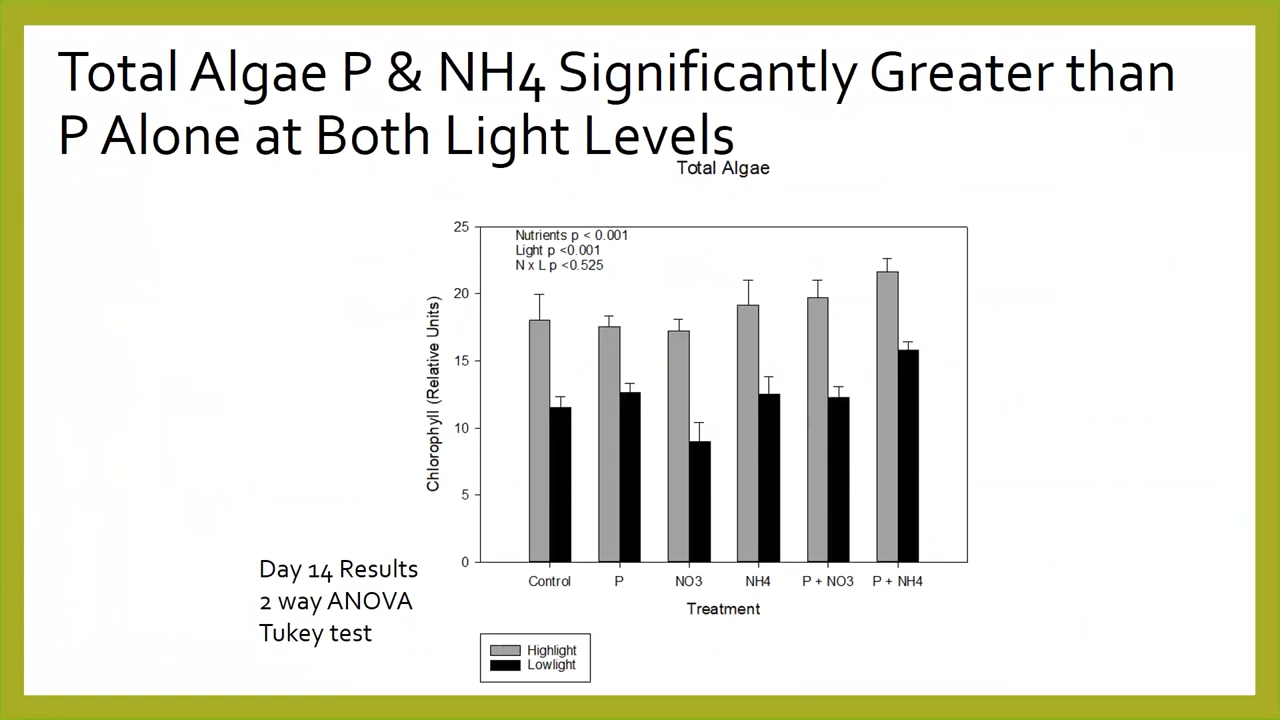 Total Algae P & NH4 Significantly Greater than
P Alone at Both Light Levels
Total Algae
25
20
15
10
5
0
Chlorophyll (Relative Units)
Nutrients p < 0.001
Light p <0.001
N x L p <0.525
Control
P
NO3
NH4
P + NO3
P + NH4
Treatment
Highlight
Lowlight
Day 14 Results
2 way ANOVA
Tukey test